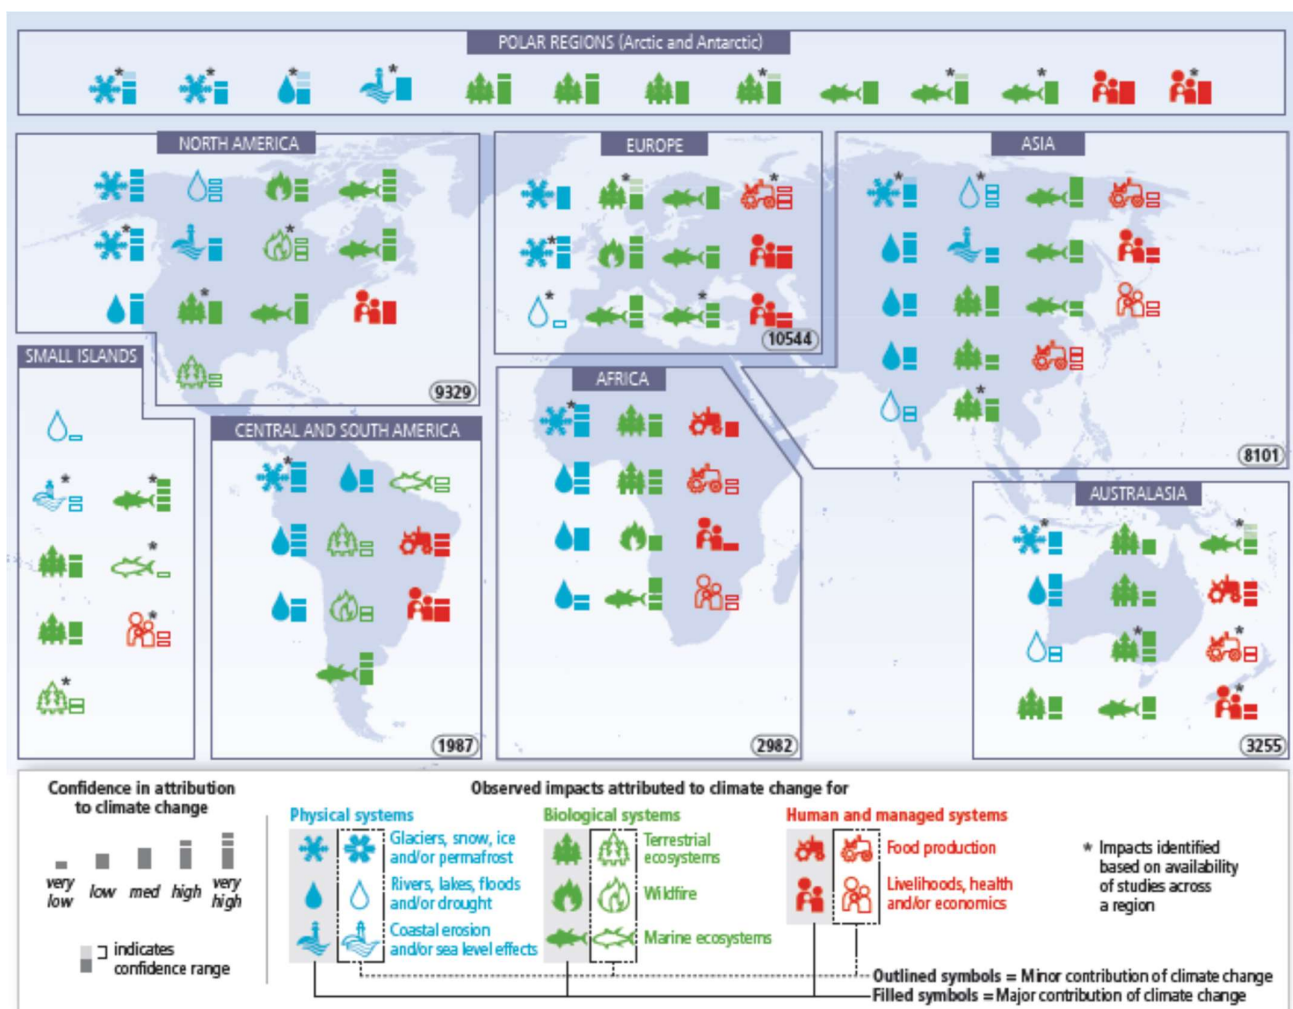 POLAR REGIONS (Arctic and Antarctic)
* * * * * * * *
NORTH AMERICA
* * *
9329
EUROPE
* * * * *
10544
ASIA
* * *
8101
SMALL ISLANDS
* * * * *
CENTRAL AND SOUTH AMERICA
*
1987
AFRICA
*
2982
AUSTRALASIA
* * * * *
3255
Confidence in attribution
to climate change
very
low
low
med
high
very
high
indicates
confidence range
Observed impacts attributed to climate change for
Physical systems
Glaciers, snow, ice
and/or permafrost
Rivers, lakes, floods
and/or drought
Coastal erosion
and/or sea level effects
Biological systems
Terrestrial
ecosystems
Wildfire
Marine ecosystems
Human and managed systems
Food production
Livelihoods, health
and/or economics
* Impacts identified
based on availability
of studies across
a region
Outlined symbols = Minor contribution of climate change
Filled symbols = Major contribution of climate change